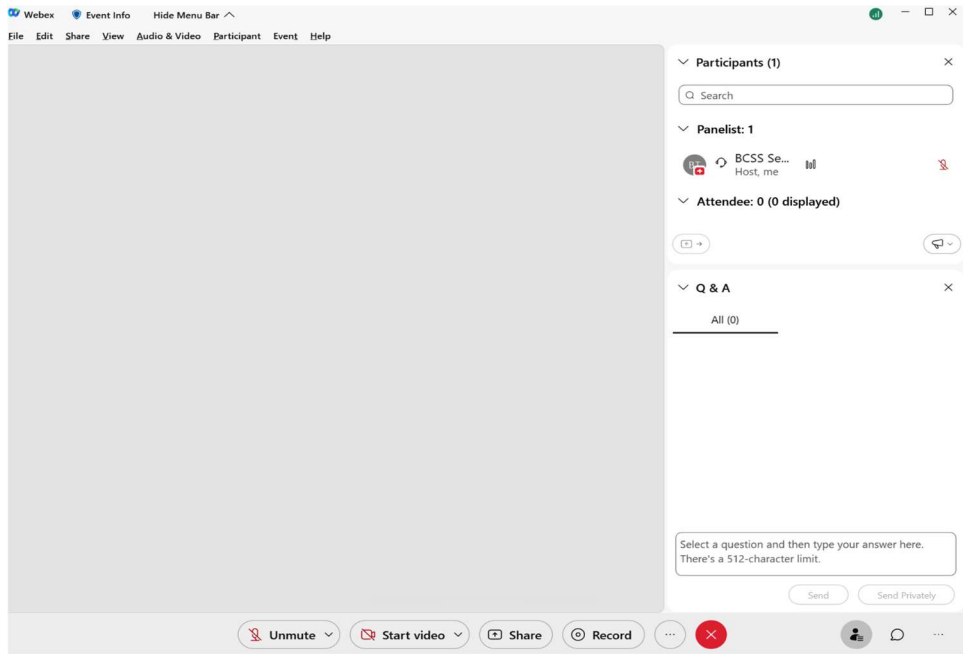 Webex Event Info Hide Menu Bar
File Edit Share View Audio & Video Participant Event Help
Participants (1)
Search
Panelist: 1
BT BCSS Se...
Host, me
Attendee: 0 (0 displayed)
Q & A
All (0)
Select a question and then type your answer here.
There's a 512-character limit.
Send Send Privately
Unmute Start video Share Record